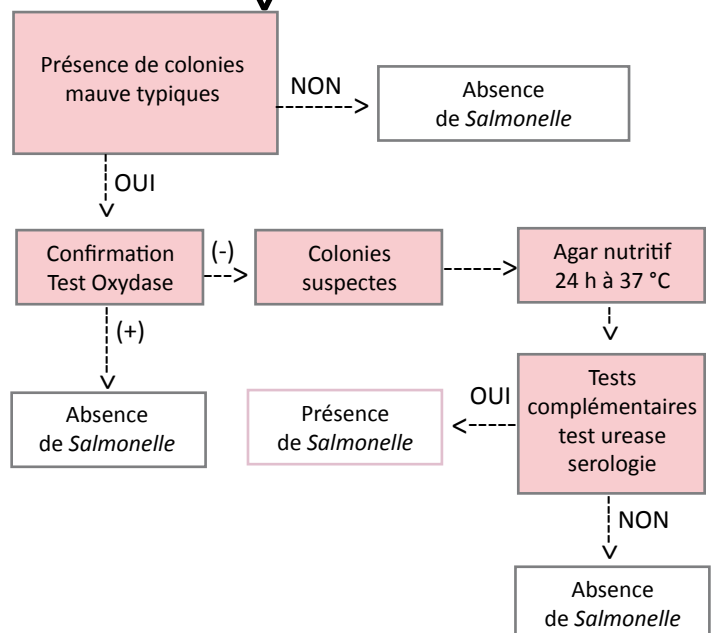 Présence de colonies
mauve typiques
NON
Absence
de Salmonelle
OUI
Confirmation
Test Oxydase
(-)
Colonies
suspectes
Agar nutritif
24 h à 37 °C
(+)
Absence
de Salmonelle
Présence
de Salmonelle
OUI
Tests
complémentaires
test urease
serologie
NON
Absence
de Salmonelle